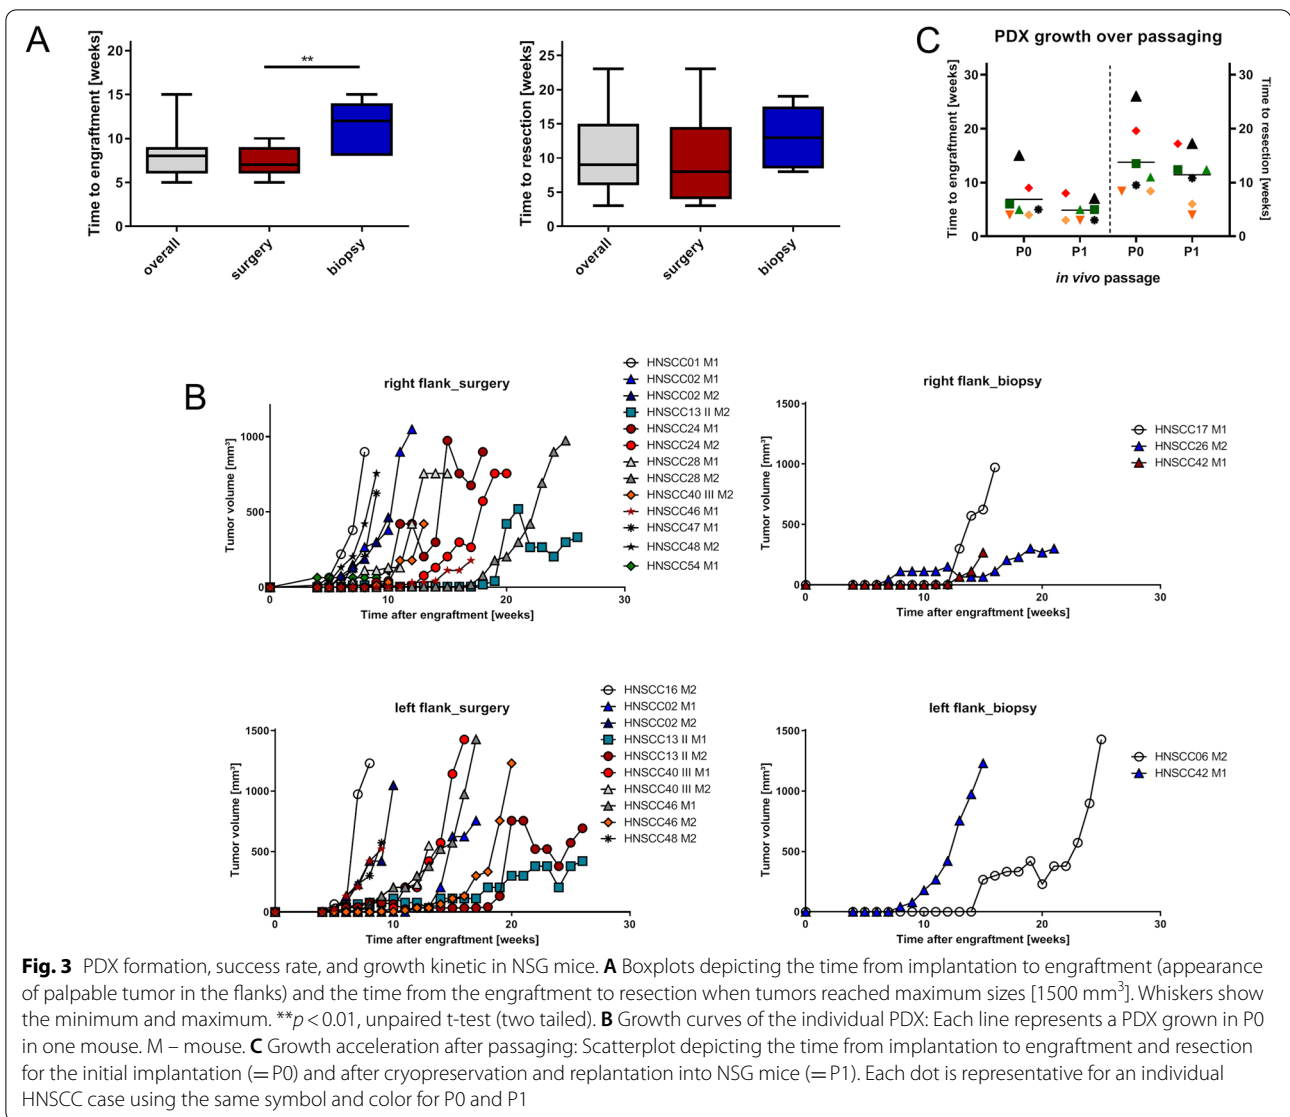 A
Time to engraftment [weeks]
20
15
10
5
0
**
overall
surgery
biopsy
Time to resection [weeks]
25
20
15
10
5
0
overall
surgery
biopsy
C
PDX growth over passaging
Time to engraftment [weeks]
30
20
10
0
30
20
10
0
Time to resection [weeks]
P0
P1
P0
P1
in vivo passage
B
right flank_surgery
Tumor volume [mm³]
1000
500
0
0
10
20
30
Time after engraftment [weeks]
HNSCC01 M1
HNSCC02 M1
HNSCC02 M2
HNSCC13 II M2
HNSCC24 M1
HNSCC24 M2
HNSCC28 M1
HNSCC28 M2
HNSCC40 III M2
HNSCC46 M1
HNSCC47 M1
HNSCC48 M2
HNSCC54 M1
right flank_biopsy
Tumor volume [mm³]
1500
1000
500
0
0
10
20
30
Time after engraftment [weeks]
HNSCC17 M1
HNSCC26 M2
HNSCC42 M1
left flank_surgery
Tumor volume [mm³]
1500
1000
500
0
0
10
20
30
Time after engraftment [weeks]
HNSCC16 M2
HNSCC02 M1
HNSCC02 M2
HNSCC13 II M1
HNSCC13 II M2
HNSCC40 III M1
HNSCC40 III M2
HNSCC46 M1
HNSCC46 M2
HNSCC48 M2
left flank_biopsy
Tumor volume [mm³]
1500
1000
500
0
0
10
20
30
Time after engraftment [weeks]
HNSCC06 M2
HNSCC42 M1
Fig. 3 PDX formation, success rate, and growth kinetic in NSG mice. A Boxplots depicting the time from implantation to engraftment (appearance
of palpable tumor in the flanks) and the time from the engraftment to resection when tumors reached maximum sizes [1500 mm³]. Whiskers show
the minimum and maximum. **p < 0.01, unpaired t-test (two tailed). B Growth curves of the individual PDX: Each line represents a PDX grown in P0
in one mouse. M – mouse. C Growth acceleration after passaging: Scatterplot depicting the time from implantation to engraftment and resection
for the initial implantation (= P0) and after cryopreservation and replantation into NSG mice (= P1). Each dot is representative for an individual
HNSCC case using the same symbol and color for P0 and P1